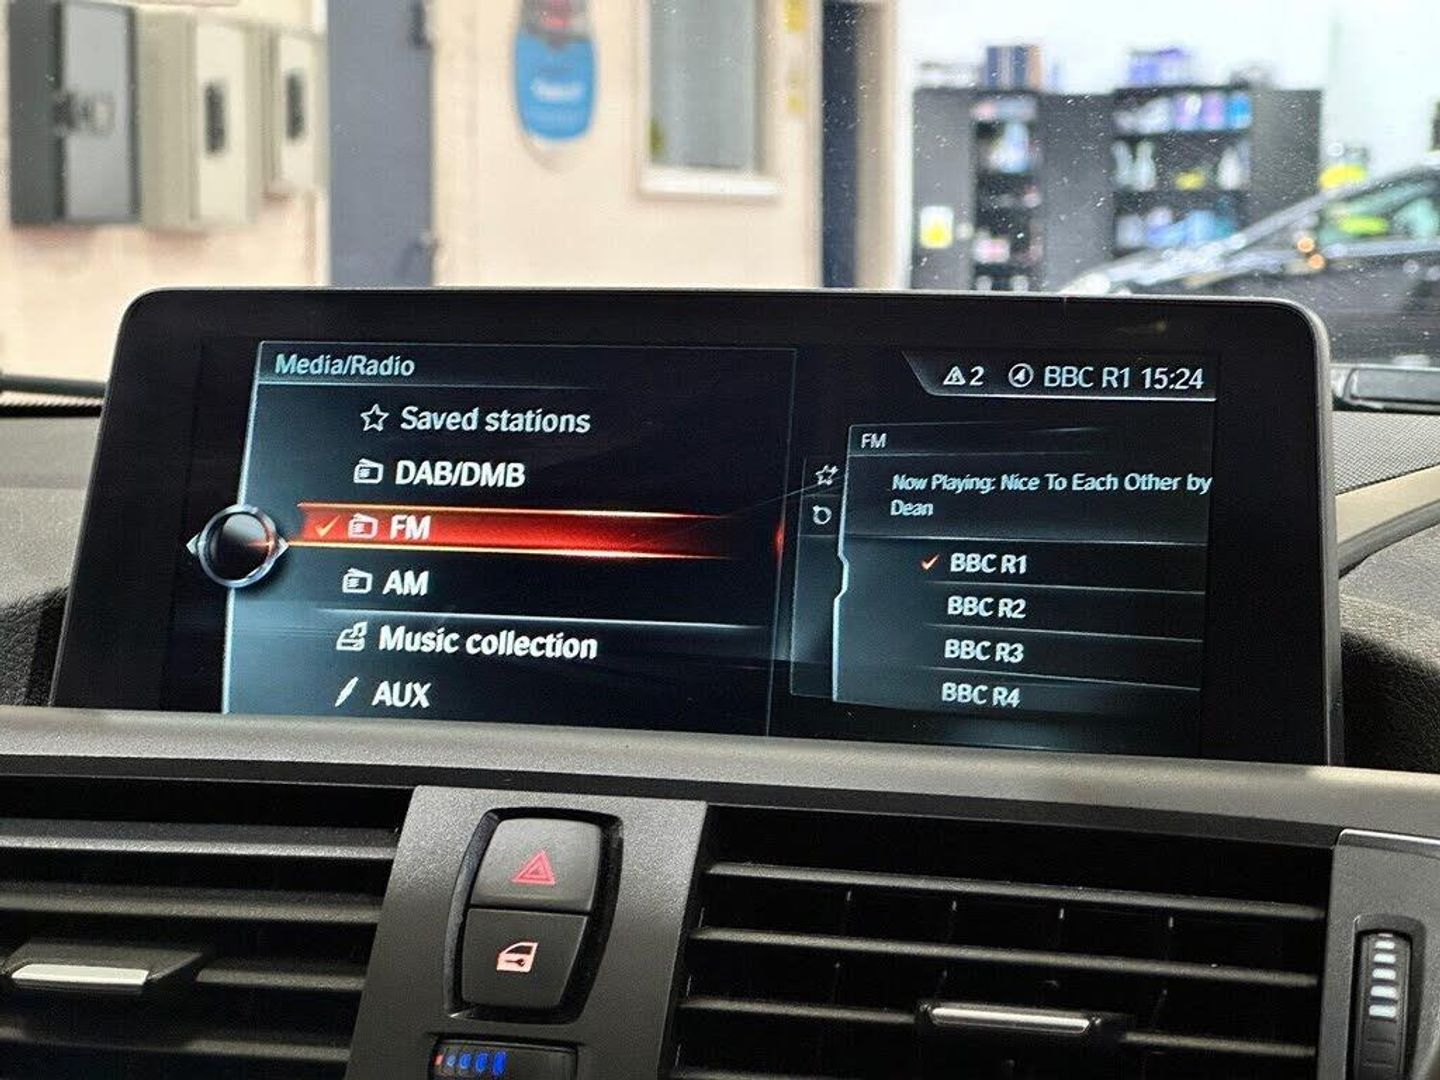 Media/Radio
2 BBC R1 15:24
Saved stations
DAB/DMB
FM
AM
Music collection
AUX
FM
Now Playing: Nice To Each Other by
Dean
BBC R1
BBC R2
BBC R3
BBC R4